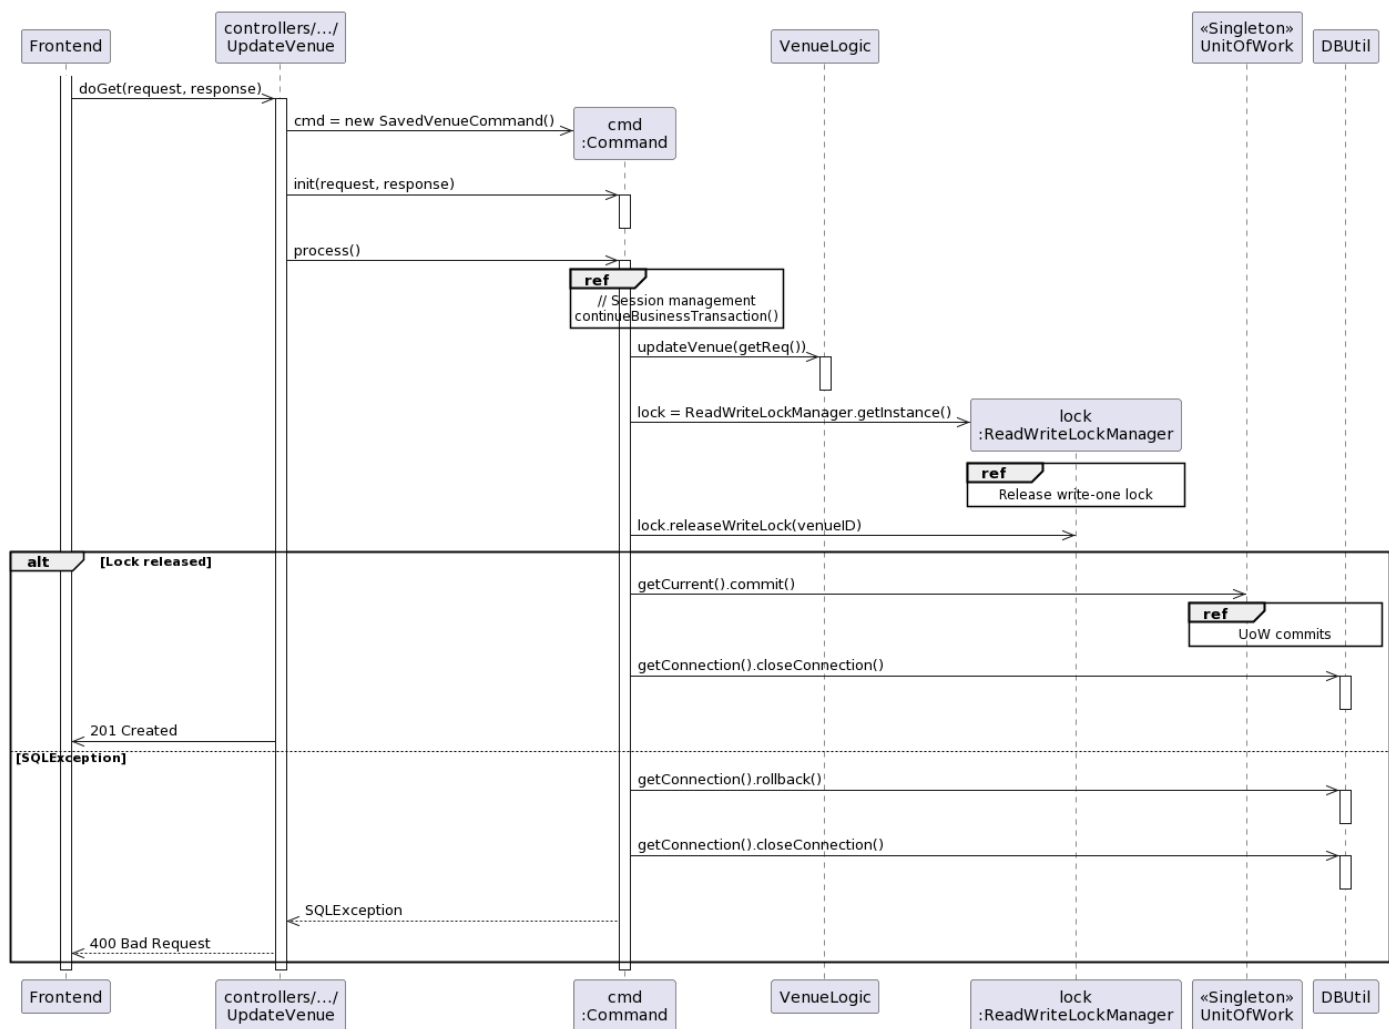 Frontend
controllers/.../
UpdateVenue
VenueLogic
«Singleton»
UnitOfWork
DBUtil
doGet(request, response)
cmd = new SavedVenueCommand()
cmd
:Command
init(request, response)
process()
ref
// Session management
continueBusinessTransaction()
updateVenue(getReq())
lock = ReadWriteLockManager.getInstance()
lock
:ReadWriteLockManager
ref
Release write-one lock
lock.releaseWriteLock(venueID)
alt
[Lock released]
getCurrent().commit()
ref
UoW commits
getConnection().closeConnection()
201 Created
[SQLException]
getConnection().rollback()
getConnection().closeConnection()
SQLException
400 Bad Request
Frontend
controllers/.../
UpdateVenue
cmd
:Command
VenueLogic
lock
:ReadWriteLockManager
«Singleton»
UnitOfWork
DBUtil